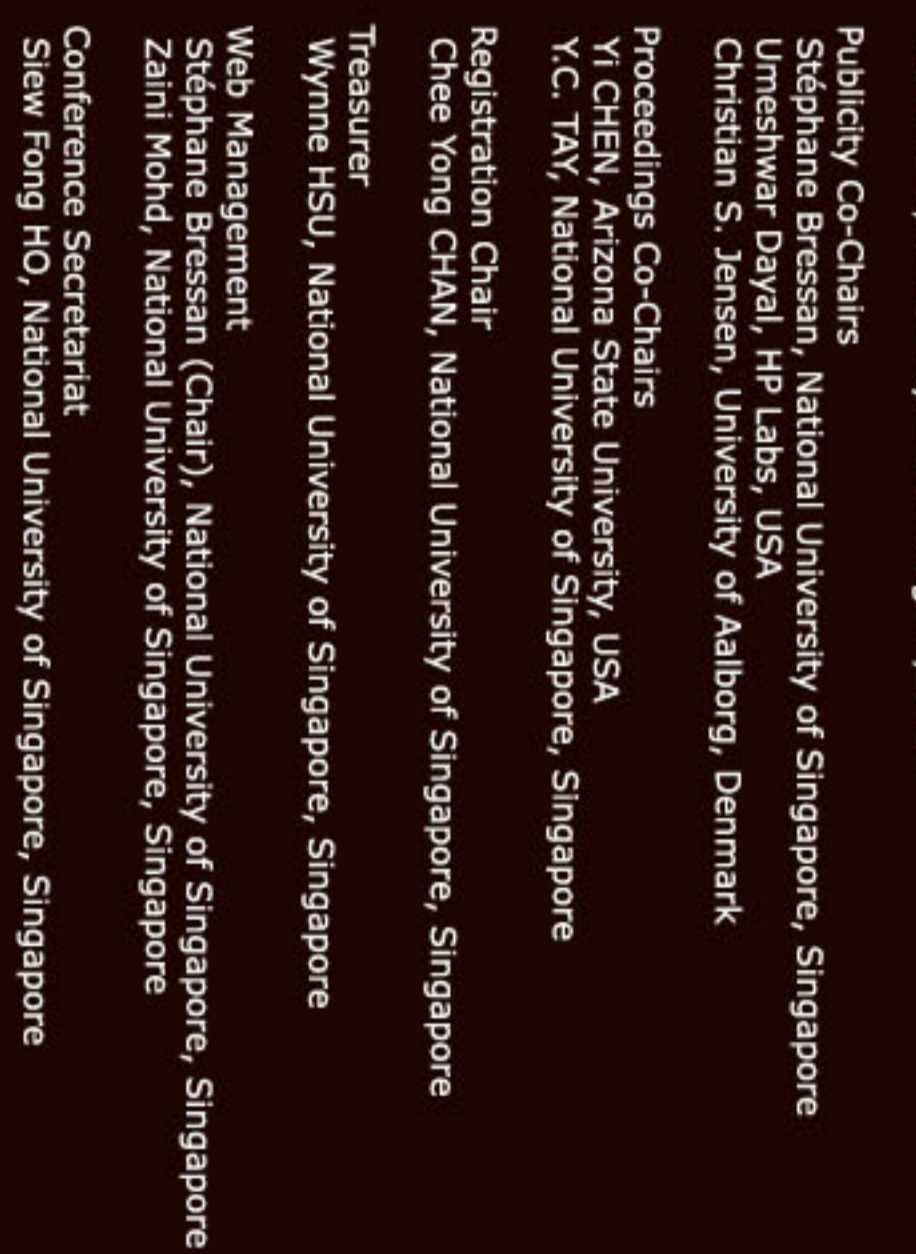 Publicity Co-Chairs
Stéphane Bressan, National University of Singapore, Singapore
Umeshwar Dayal, HP Labs, USA
Christian S. Jensen, University of Aalborg, Denmark
Proceedings Co-Chairs
Yi CHEN, Arizona State University, USA
Y.C. TAY, National University of Singapore, Singapore
Registration Chair
Chee Yong CHAN, National University of Singapore, Singapore
Treasurer
Wynne HSU, National University of Singapore, Singapore
Web Management
Stéphane Bressan (Chair), National University of Singapore, Singapore
Zaini Mohd, National University of Singapore, Singapore
Conference Secretariat
Siew Fong HO, National University of Singapore, Singapore